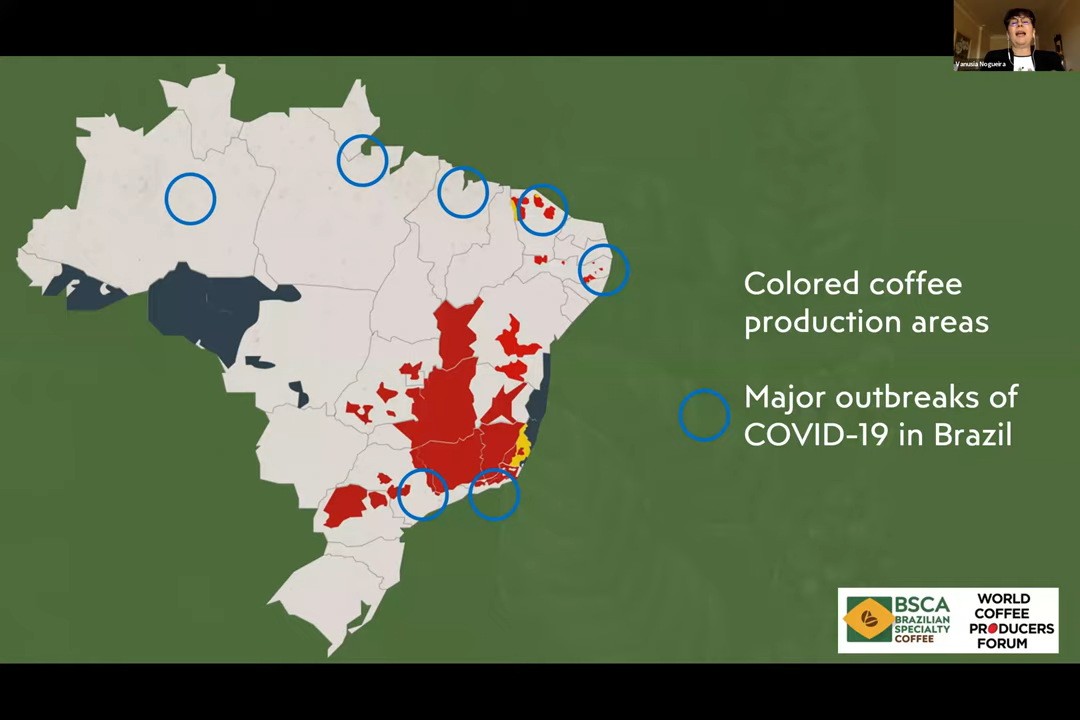 Vanusia Nogueira
Colored coffee
production areas
Major outbreaks of
COVID-19 in Brazil
BSCA
BRAZILIAN
SPECIALTY
COFFEE
WORLD
COFFEE
PRODUCERS
FORUM